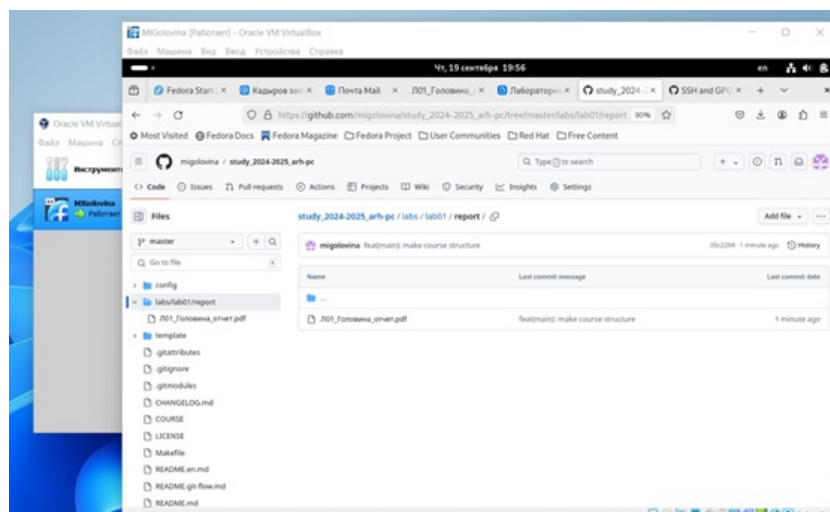 MIGolovina [Работает] - Oracle VM VirtualBox
Файл Машина Вид Ввод Устройства Справка
Чт, 19 сентября 19:56
en
Fedora Start
Кадыров
Почта Mail
Л01_Головина_
Лабораторн
study_2024-2
SSH and GPG
https://github.com/migolovina/study_2024-2025_arh-pc/tree/master/labs/lab01/report
90%
Most Visited Fedora Docs Fedora Magazine Fedora Project User Communities Red Hat Free Content
Oracle VM Virtual
Файл Машина
Инструмент
MIGolovina
Работает
migolovina / study_2024-2025_arh-pc
Type / to search
Code Issues Pull requests Actions Projects Wiki Security Insights Settings
Files
master
Go to file
t
config
labs/lab01/report
Л01_Головина_отчет.pdf
template
.gitattributes
.gitignore
.gitmodules
CHANGELOG.md
COURSE
LICENSE
Makefile
README.en.md
README.git-flow.md
README.md
study_2024-2025_arh-pc / labs / lab01 / report /
Add file
migolovina feat(main): make course structure
1 minute ago
History
Name Last commit message Last commit date
..
Л01_Головина_отчет.pdf feat(main): make course structure 1 minute ago